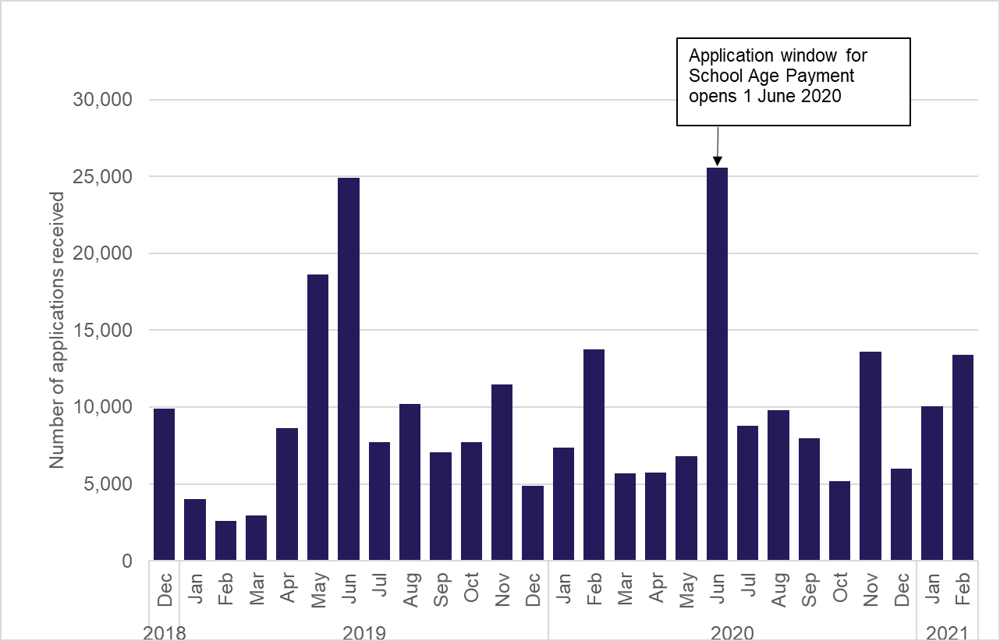 Application window for
School Age Payment
opens 1 June 2020
Number of applications received
30,000
25,000
20,000
15,000
10,000
5,000
0
Dec Jan Feb Mar Apr May Jun Jul Aug Sep Oct Nov Dec Jan Feb Mar Apr May Jun Jul Aug Sep Oct Nov Dec Jan Feb
2018 2019 2020 2021